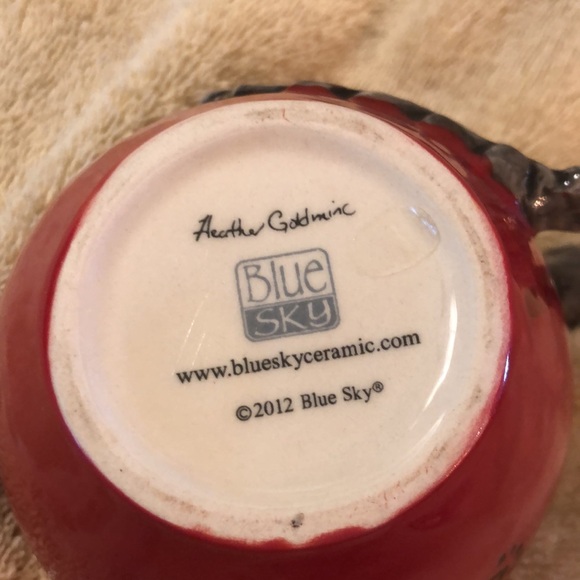 Heather Goldminc
Blue
SKY
www.blueskyceramic.com
©2012 Blue Sky®